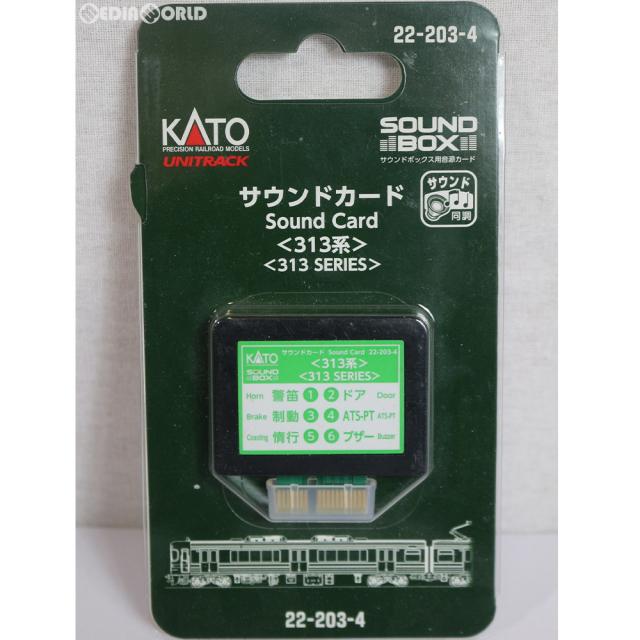 MEDIAWORLD
22-203-4
KATO
PRECISION RAILROAD MODELS
UNITRACK
SOUND
BOX
サウンドボックス用音源カード
サウンドカード
Sound Card
<313系>
<313 SERIES>
サウンド
同調
KATO サウンドカード Sound Card 22-203-4
SOUND BOX
<313系>
<313 SERIES>
Horn 警笛 1 2 ドア Door
Brake 制動 3 4 ATS-PT ATS-PT
Coasting 惰行 5 6 ブザー Buzzer
22-203-4